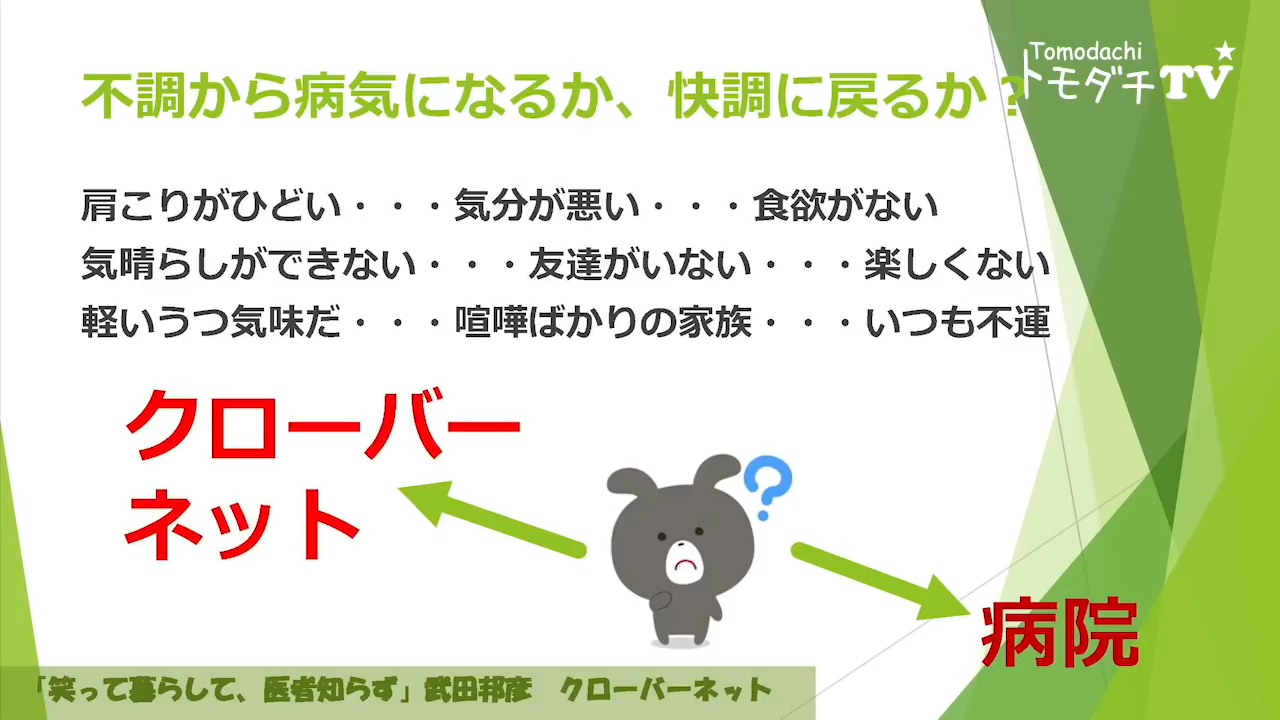 Tomodachi
トモダチTV
不調から病気になるか、快調に戻るか？
肩こりがひどい・・・気分が悪い・・・食欲がない
気晴らしができない・・・友達がいない・・・楽しくない
軽いうつ気味だ・・・喧嘩ばかりの家族・・・いつも不運
クローバー
ネット
?
病院
「笑って暮らして、医者知らず」武田邦彦　クローバーネット